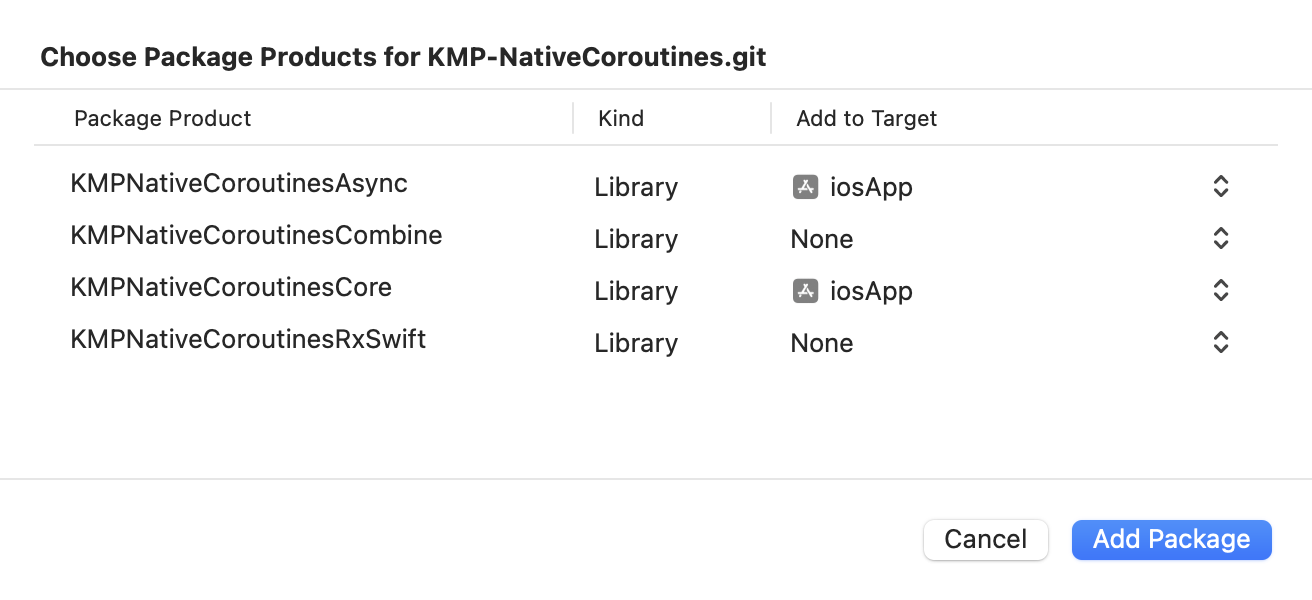 Choose Package Products for KMP-NativeCoroutines.git
Package Product Kind Add to Target
KMPNativeCoroutinesAsync Library iosApp
KMPNativeCoroutinesCombine Library None
KMPNativeCoroutinesCore Library iosApp
KMPNativeCoroutinesRxSwift Library None
Cancel Add Package